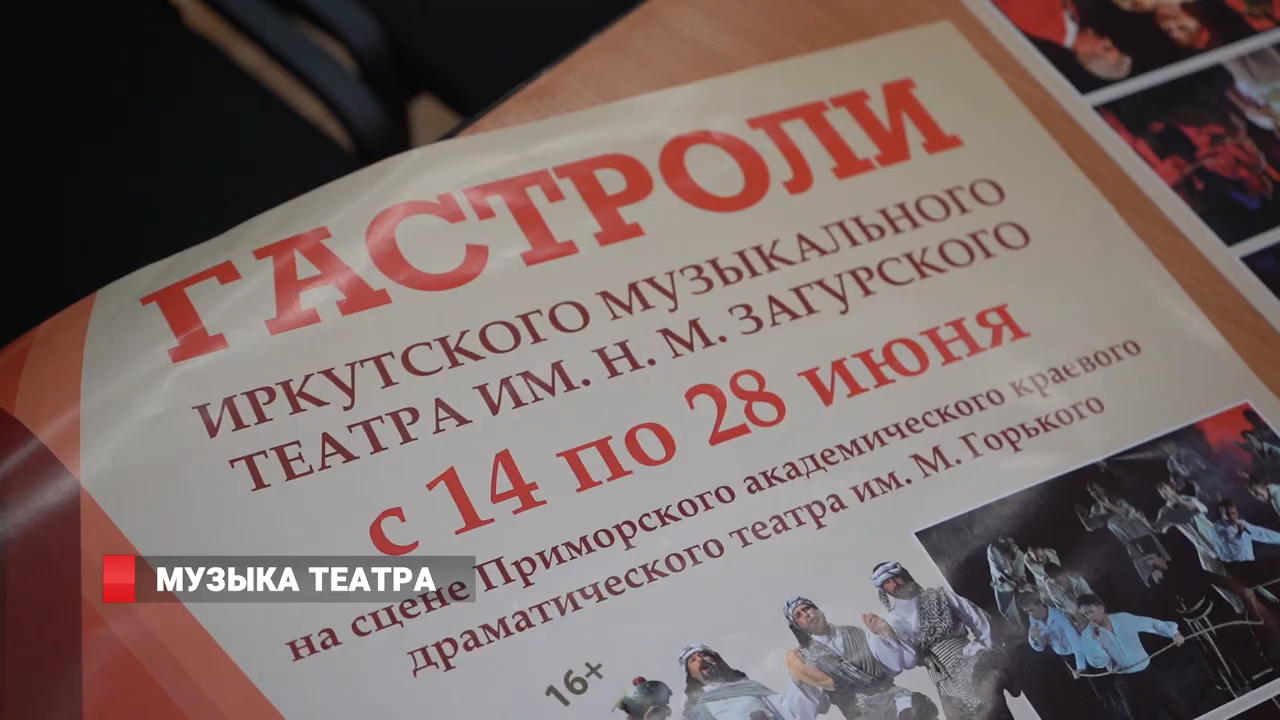 ГАСТРОЛИ
ИРКУТСКОГО МУЗЫКАЛЬНОГО
ТЕАТРА ИМ. Н. М. ЗАГУРСКОГО
с 14 по 28 июня
на сцене Приморского академического краевого
драматического театра им. М. Горького
16+
МУЗЫКА ТЕАТРА